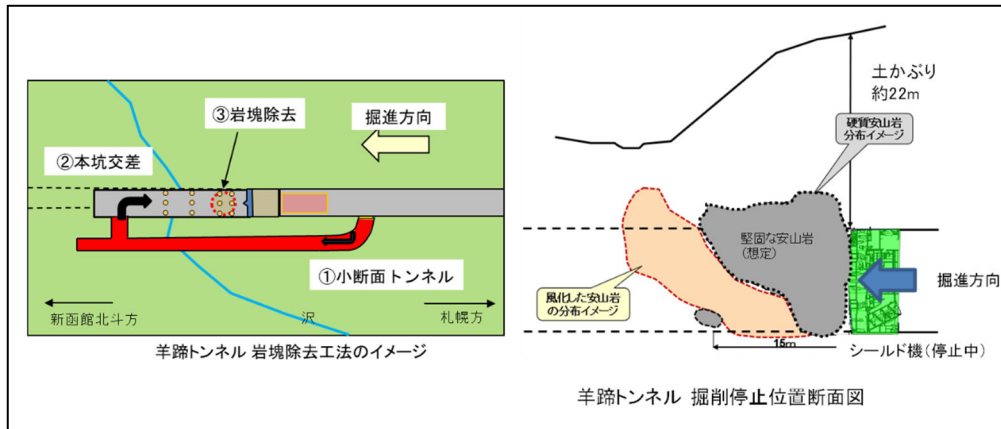 ③岩塊除去
掘進方向
②本坑交差
①小断面トンネル
新函館北斗方
沢
札幌方
羊蹄トンネル 岩塊除去工法のイメージ
土かぶり
約22m
硬質安山岩
分布イメージ
堅固な安山岩
(想定)
掘進方向
風化した安山岩
の分布イメージ
15m
シールド機(停止中)
羊蹄トンネル 掘削停止位置断面図